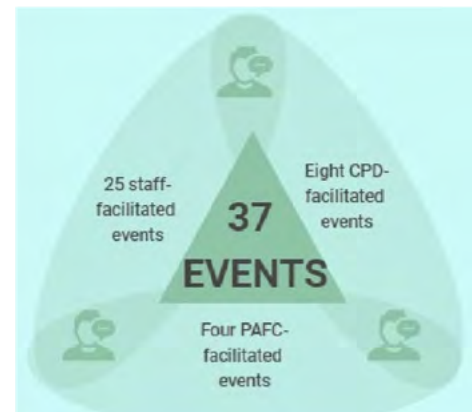 25 staff-
facilitated
events
Eight CPD-
facilitated
events
37
EVENTS
Four PAFC-
facilitated
events